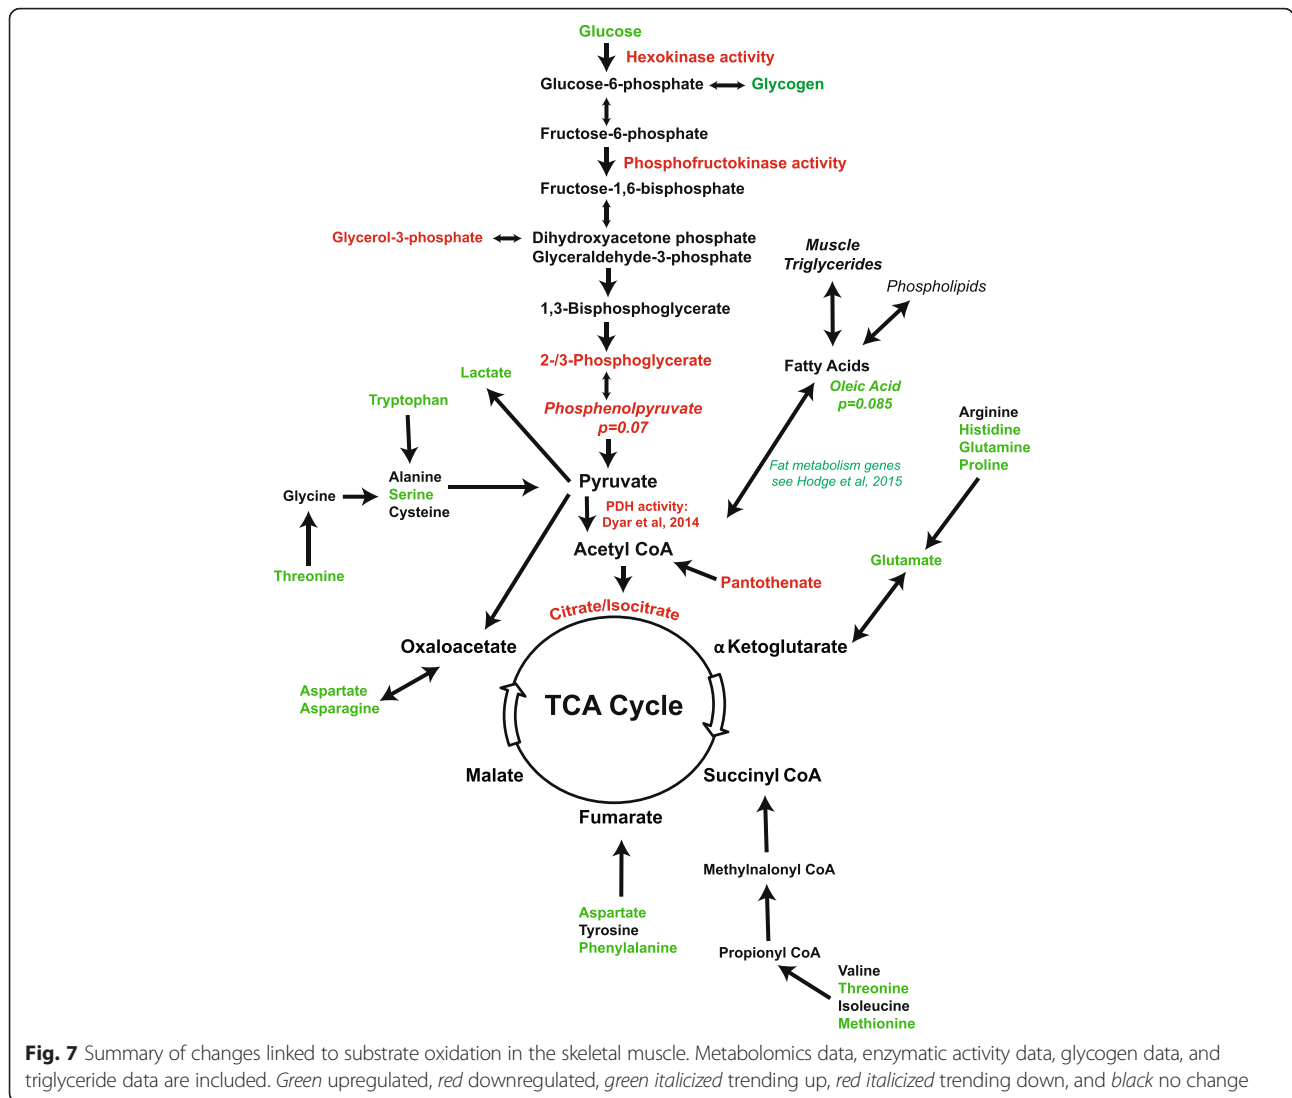 Glucose
Hexokinase activity
Glucose-6-phosphate
Glycogen
Fructose-6-phosphate
Phosphofructokinase activity
Fructose-1,6-bisphosphate
Glycerol-3-phosphate
Dihydroxyacetone phosphate
Glyceraldehyde-3-phosphate
Muscle
Triglycerides
Phospholipids
1,3-Bisphosphoglycerate
2-/3-Phosphoglycerate
Fatty Acids
Oleic Acid
p=0.085
Lactate
Tryptophan
Phosphenolpyruvate
p=0.07
Arginine
Histidine
Glutamine
Proline
Fat metabolism genes
see Hodge et al, 2015
Glycine
Alanine
Serine
Cysteine
Pyruvate
PDH activity:
Dyar et al, 2014
Acetyl CoA
Threonine
Glutamate
Pantothenate
Citrate/Isocitrate
Oxaloacetate
α Ketoglutarate
Aspartate
Asparagine
TCA Cycle
Malate
Succinyl CoA
Fumarate
Methylnalonyl CoA
Aspartate
Tyrosine
Phenylalanine
Propionyl CoA
Valine
Threonine
Isoleucine
Methionine
Fig. 7 Summary of changes linked to substrate oxidation in the skeletal muscle. Metabolomics data, enzymatic activity data, glycogen data, and
triglyceride data are included. Green upregulated, red downregulated, green italicized trending up, red italicized trending down, and black no change